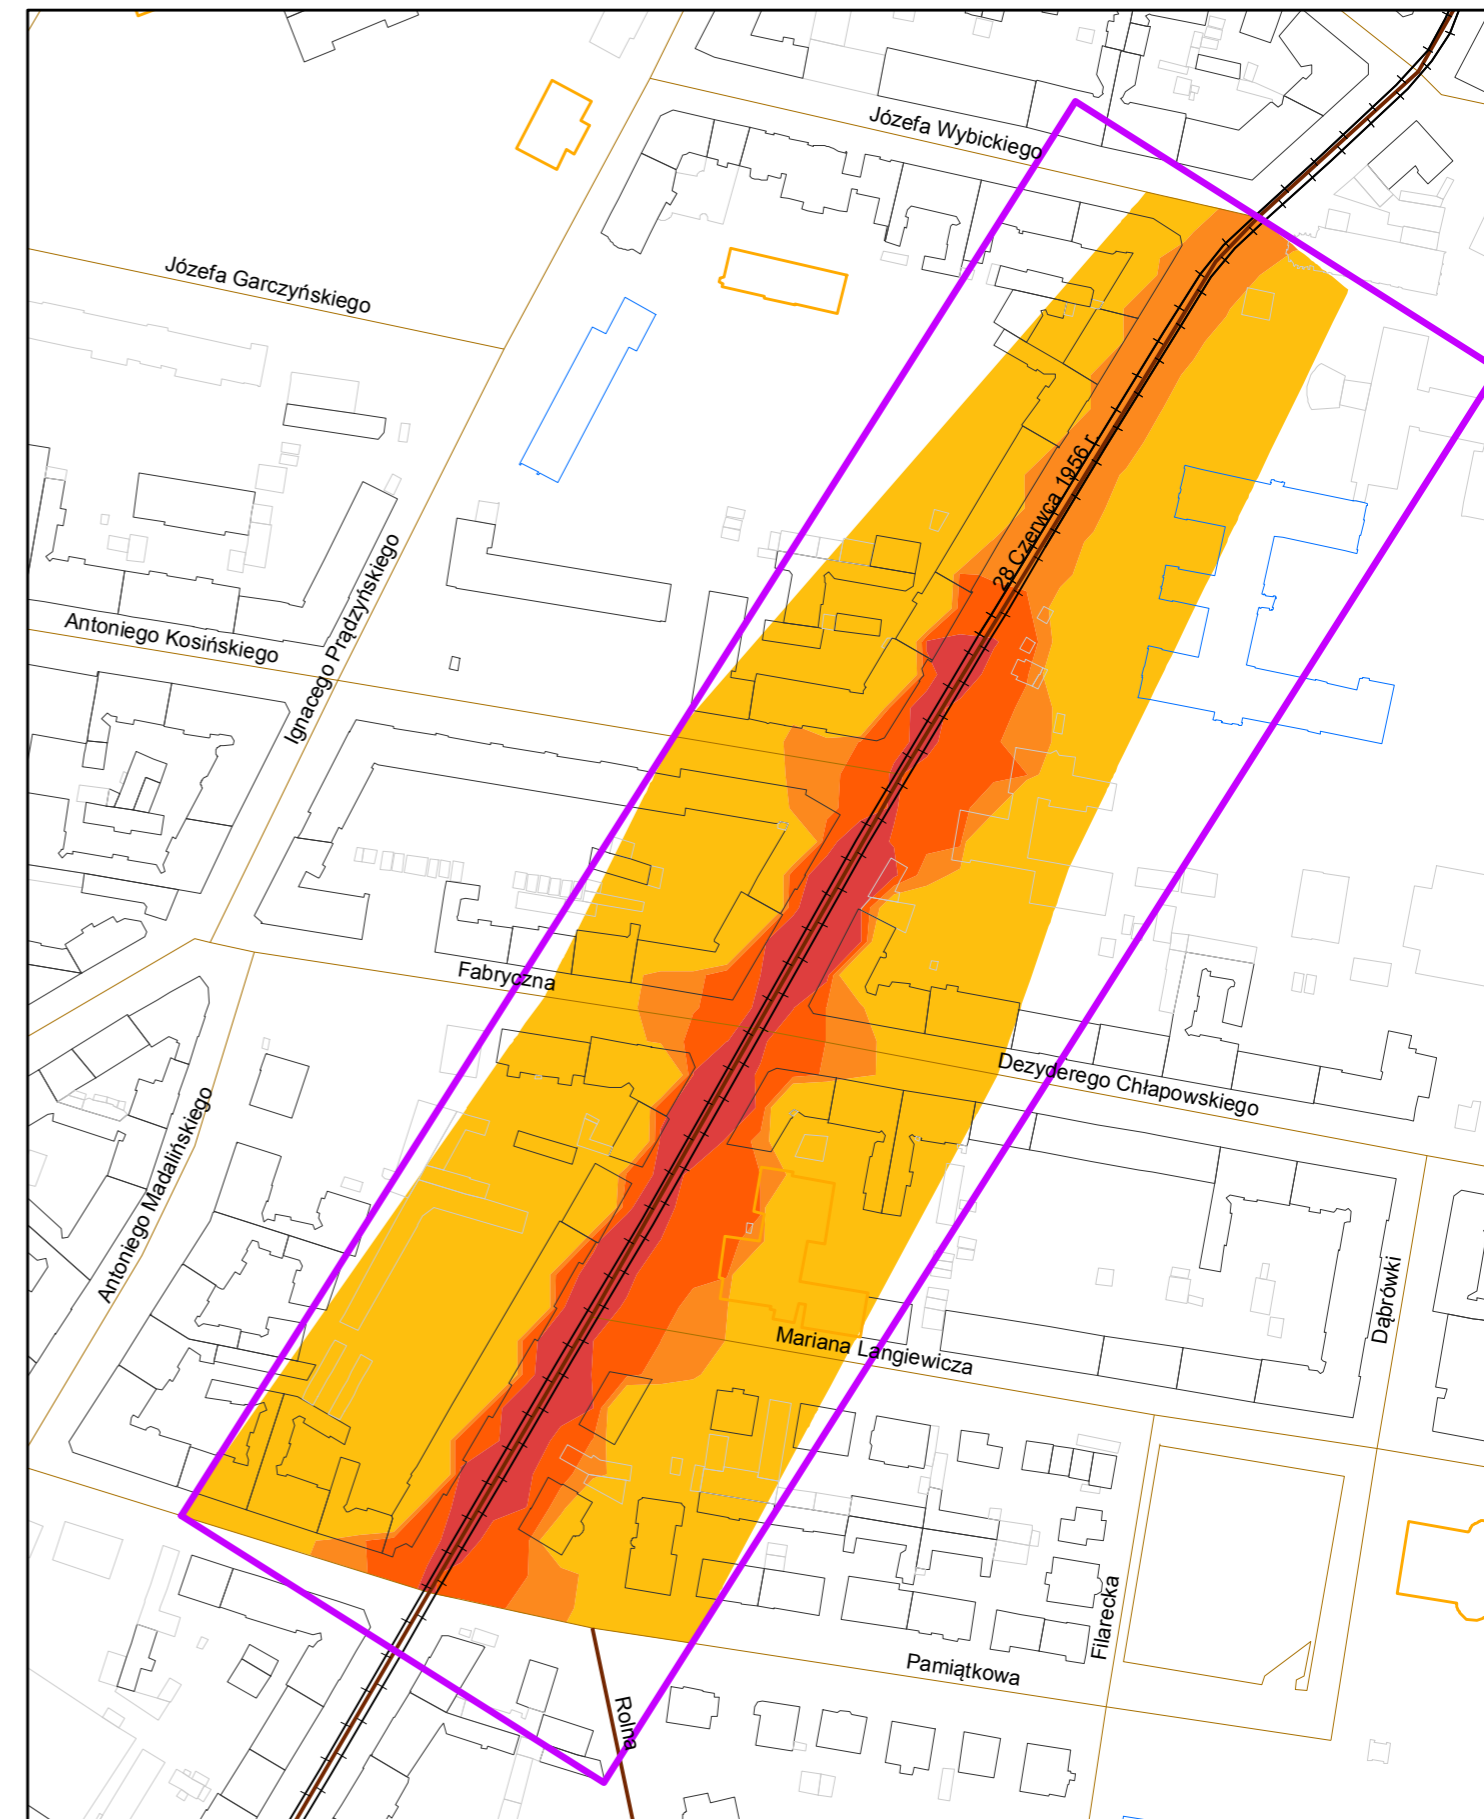 Józefa Wybickiego
Józefa Garczyńskiego
28 Czerwca 1956 r.
Antoniego Kosińskiego
Ignacego Prądzyńskiego
Fabryczna
Dezyderego Chłapowskiego
Antoniego Madalińskiego
Dąbrówki
Mariana Langiewicza
Filarecka
Pamiątkowa
Rolna